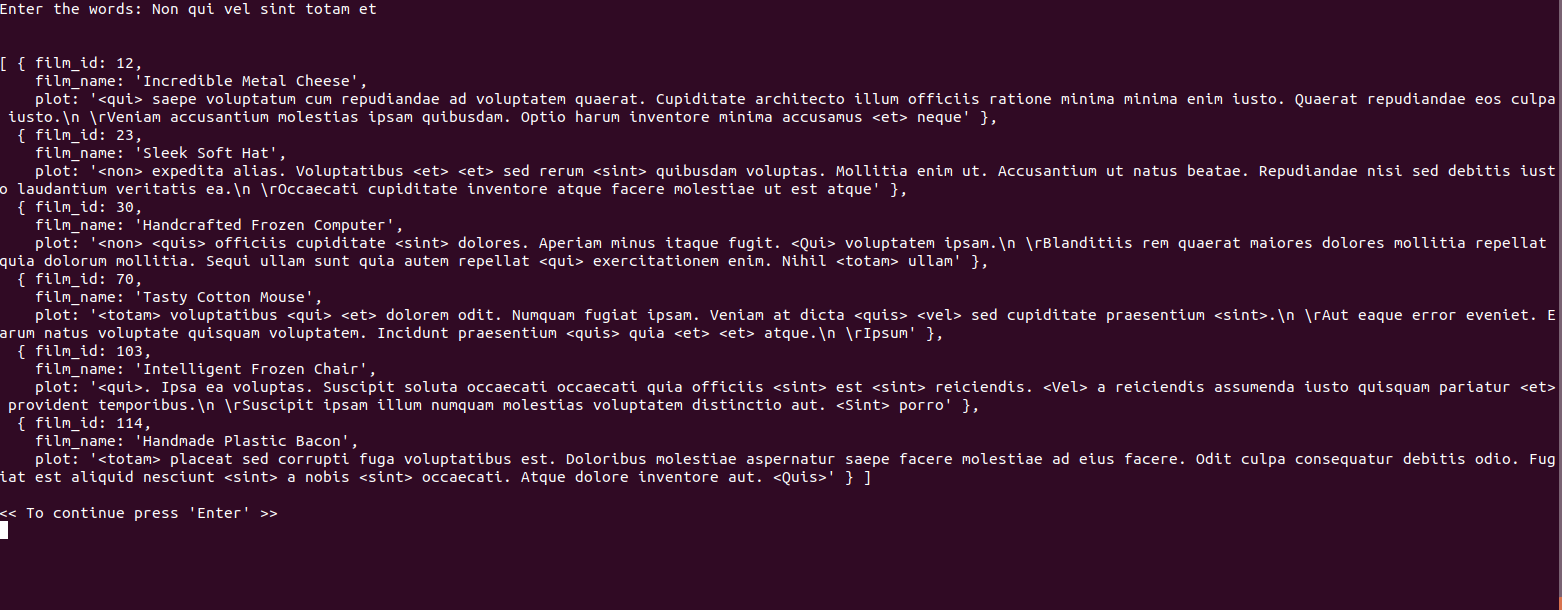 Enter the words: Non qui vel sint totam et
[ { film_id: 12,
film_name: 'Incredible Metal Cheese',
plot: '<qui> saepe voluptatum cum repudiandae ad voluptatem quaerat. Cupiditate architecto illum officiis ratione minima minima enim iusto. Quaerat repudiandae eos culpa
iusto.\n \rVeniam accusantium molestias ipsam quibusdam. Optio harum inventore minima accusamus <et> neque' },
{ film_id: 23,
film_name: 'Sleek Soft Hat',
plot: '<non> expedita alias. Voluptatibus <et> <et> sed rerum <sint> quibusdam voluptas. Mollitia enim ut. Accusantium ut natus beatae. Repudiandae nisi sed debitis iust
o laudantium veritatis ea.\n \rOccaecati cupiditate inventore atque facere molestiae ut est atque' },
{ film_id: 30,
film_name: 'Handcrafted Frozen Computer',
plot: '<non> <quis> officiis cupiditate <sint> dolores. Aperiam minus itaque fugit. <Qui> voluptatem ipsam.\n \rBlanditiis rem quaerat maiores dolores mollitia repellat
quia dolorum mollitia. Sequi ullam sunt quia autem repellat <qui> exercitationem enim. Nihil <totam> ullam' },
{ film_id: 70,
film_name: 'Tasty Cotton Mouse',
plot: '<totam> voluptatibus <qui> <et> dolorem odit. Numquam fugiat ipsam. Veniam at dicta <quis> <vel> sed cupiditate praesentium <sint>.\n \rAut eaque error eveniet. E
arum natus voluptate quisquam voluptatem. Incidunt praesentium <quis> quia <et> <et> atque.\n \rIpsum' },
{ film_id: 103,
film_name: 'Intelligent Frozen Chair',
plot: '<qui>. Ipsa ea voluptas. Suscipit soluta occaecati occaecati quia officiis <sint> est <sint> reiciendis. <Vel> a reiciendis assumenda iusto quisquam pariatur <et>
provident temporibus.\n \rSuscipit ipsam illum numquam molestias voluptatem distinctio aut. <Sint> porro' },
{ film_id: 114,
film_name: 'Handmade Plastic Bacon',
plot: '<totam> placeat sed corrupti fuga voluptatibus est. Doloribus molestiae aspernatur saepe facere molestiae ad eius facere. Odit culpa consequatur debitis odio. Fug
iat est aliquid nesciunt <sint> a nobis <sint> occaecati. Atque dolore inventore aut. <Quis>' } ]
<< To continue press 'Enter' >>